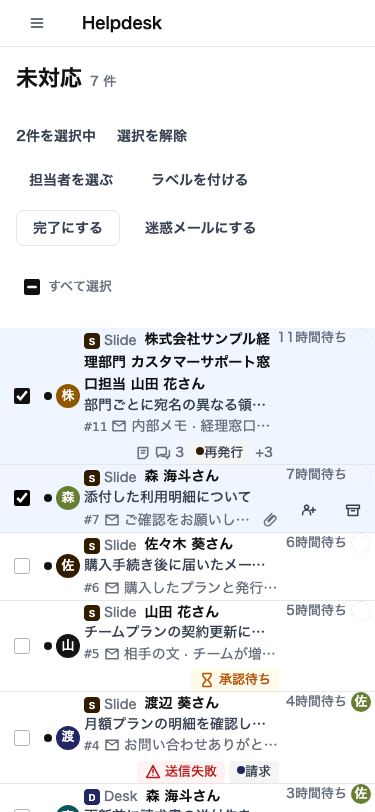 Helpdesk
未対応 7 件
2件を選択中 選択を解除
担当者を選ぶ ラベルを付ける
完了にする 迷惑メールにする
すべて選択
S Slide 株式会社サンプル経 11時間待ち
理部門 カスタマーサポート窓
口担当 山田 花さん
株
部門ごとに宛名の異なる領…
#11 内部メモ · 経理窓口…
3 再発行 +3
S Slide 森 海斗さん 7時間待ち
森 添付した利用明細について
#7 ご確認をお願いし…
S Slide 佐々木 葵さん 6時間待ち
佐 購入手続き後に届いたメー…
#6 購入したプランと発行…
S Slide 山田 花さん 5時間待ち
山 チームプランの契約更新に…
#5 相手の文 · チームが増…
承認待ち
S Slide 渡辺 葵さん 4時間待ち 佐
渡 月額プランの明細を確認し…
#4 お問い合わせありがと…
送信失敗 請求
D Desk 森 海斗さん 3時間待ち 佐